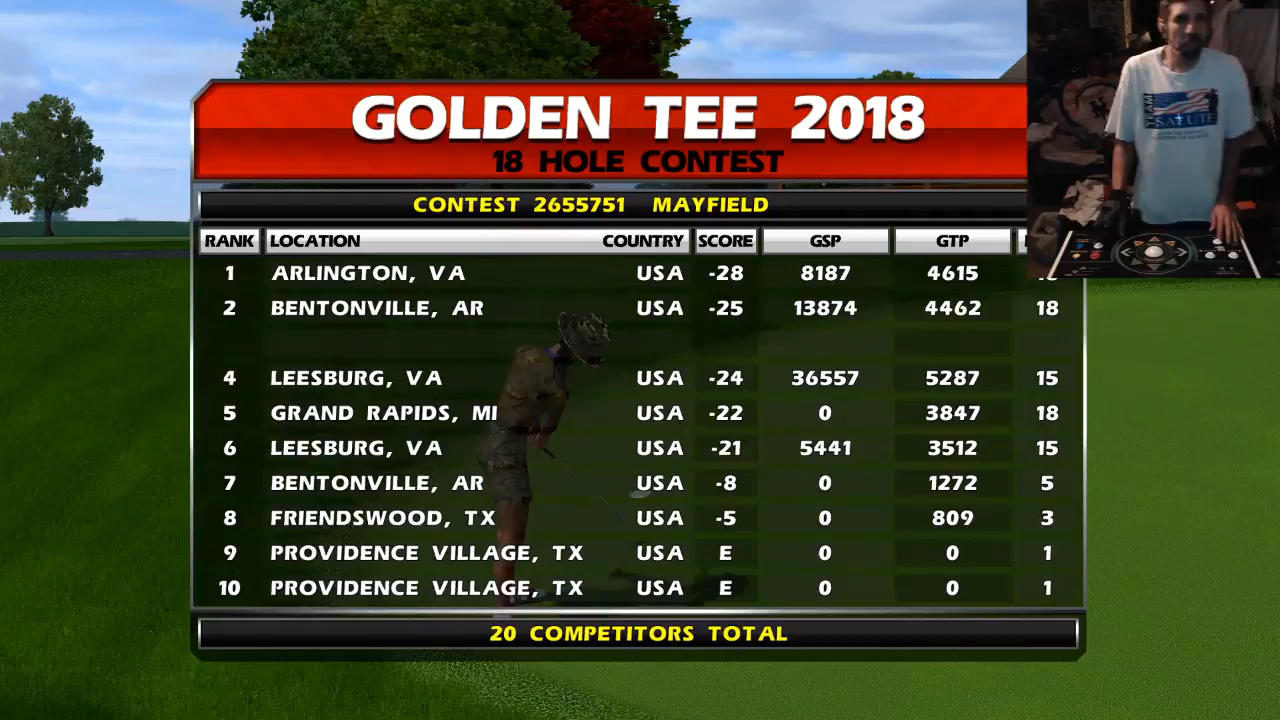 GOLDEN TEE 2018
18 HOLE CONTEST
CONTEST 2655751 MAYFIELD
RANK LOCATION COUNTRY SCORE GSP GTP
1 ARLINGTON, VA USA -28 8187 4615
2 BENTONVILLE, AR USA -25 13874 4462 18
4 LEESBURG, VA USA -24 36557 5287 15
5 GRAND RAPIDS, MI USA -22 0 3847 18
6 LEESBURG, VA USA -21 5441 3512 15
7 BENTONVILLE, AR USA -8 0 1272 5
8 FRIENDSWOOD, TX USA -5 0 809 3
9 PROVIDENCE VILLAGE, TX USA E 0 0 1
10 PROVIDENCE VILLAGE, TX USA E 0 0 1
20 COMPETITORS TOTAL
SALUTE